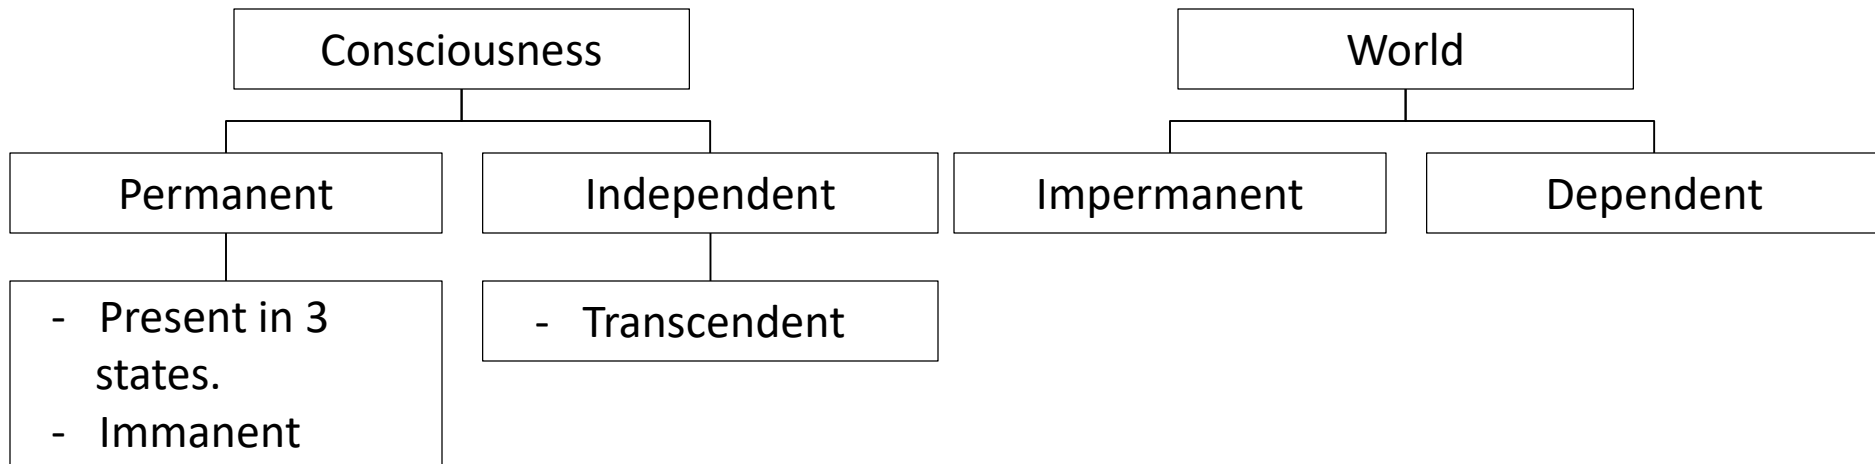 Consciousness
World
Permanent
Independent
Impermanent
Dependent
- Present in 3
states.
- Immanent
- Transcendent